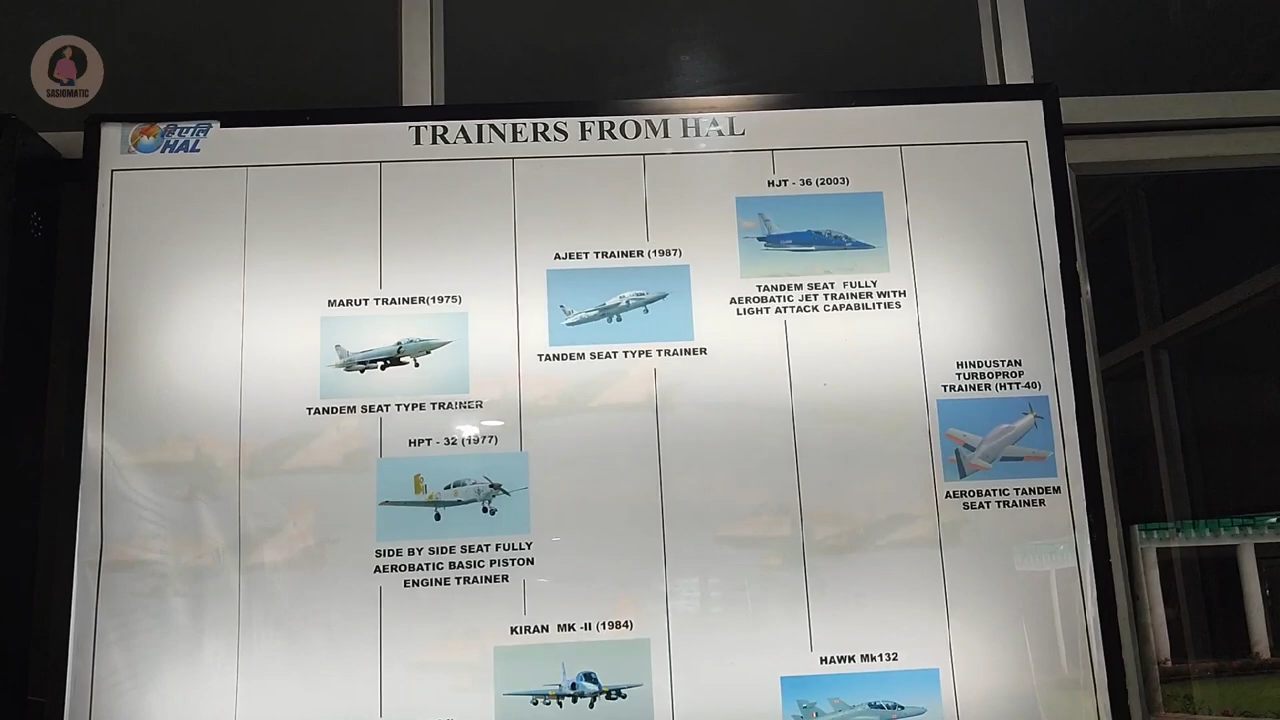 SASIOMATIC
हिएलि
HAL
TRAINERS FROM HAL
HJT - 36 (2003)
TANDEM SEAT FULLY
AEROBATIC JET TRAINER WITH
LIGHT ATTACK CAPABILITIES
AJEET TRAINER (1987)
TANDEM SEAT TYPE TRAINER
MARUT TRAINER(1975)
TANDEM SEAT TYPE TRAINER
HINDUSTAN
TURBOPROP
TRAINER (HTT-40)
AEROBATIC TANDEM
SEAT TRAINER
HPT - 32 (1977)
SIDE BY SIDE SEAT FULLY
AEROBATIC BASIC PISTON
ENGINE TRAINER
KIRAN MK -II (1984)
HAWK Mk132